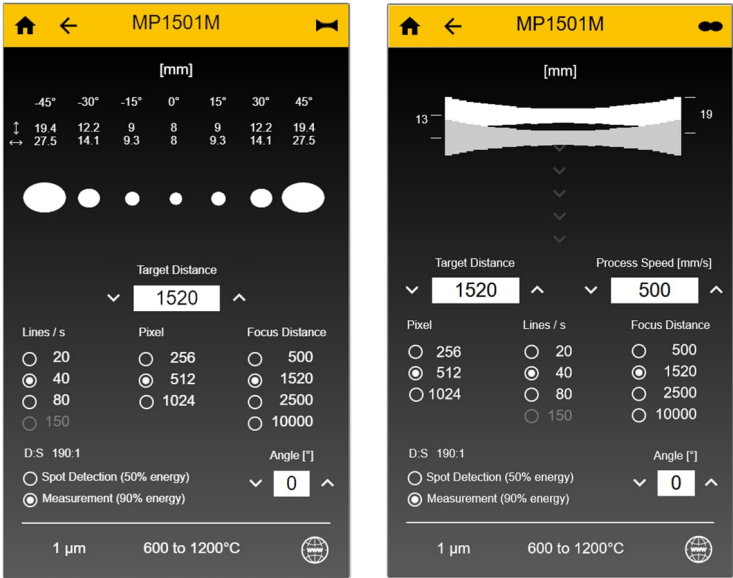 MP1501M
[mm]
-45° -30° -15° 0° 15° 30° 45°
19.4 12.2 9 8 9 12.2 19.4
27.5 14.1 9.3 8 9.3 14.1 27.5
Target Distance
1520
Lines / s Pixel Focus Distance
20 256 500
40 512 1520
80 1024 2500
150 10000
D:S 190:1 Angle [°]
Spot Detection (50% energy)
0
Measurement (90% energy)
1 µm 600 to 1200°C
www
MP1501M
[mm]
13 19
Target Distance Process Speed [mm/s]
1520 500
Pixel Lines / s Focus Distance
256 20 500
512 40 1520
1024 80 2500
150 10000
D:S 190:1 Angle [°]
Spot Detection (50% energy)
0
Measurement (90% energy)
1 µm 600 to 1200°C
www